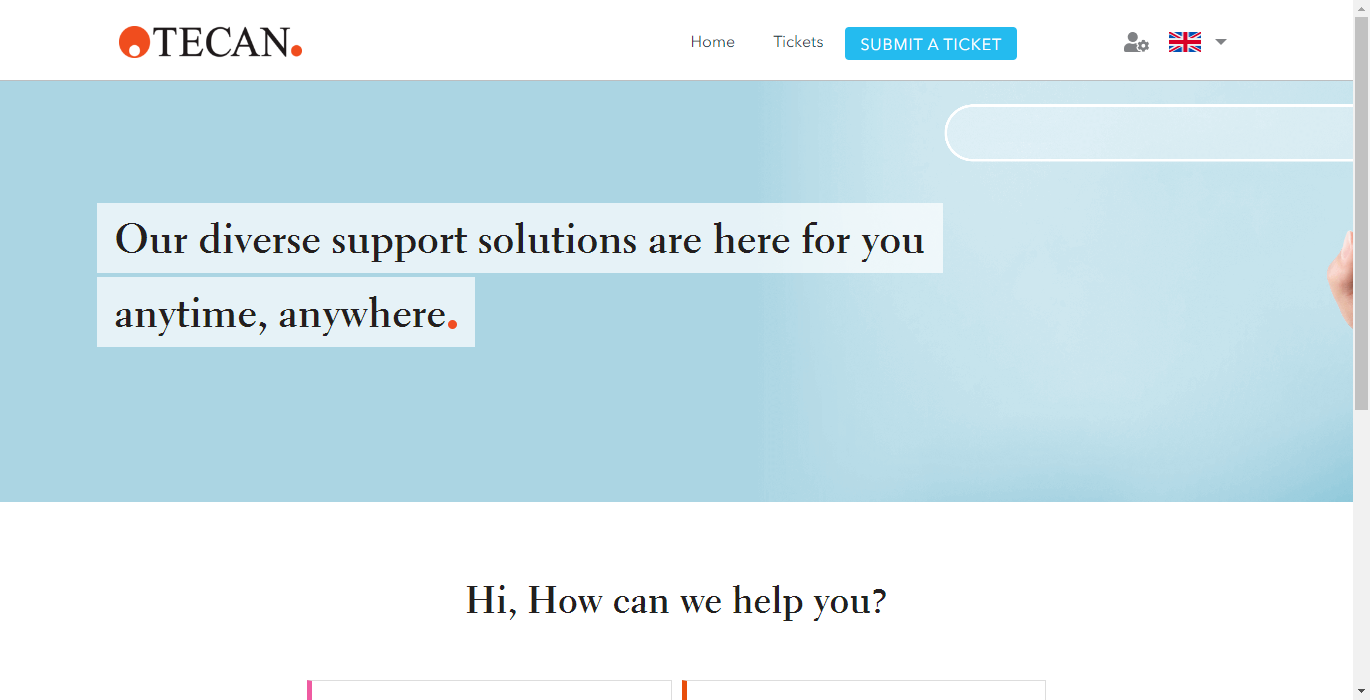 TECAN.
Home
Tickets
SUBMIT A TICKET
Our diverse support solutions are here for you
anytime, anywhere.
Hi, How can we help you?